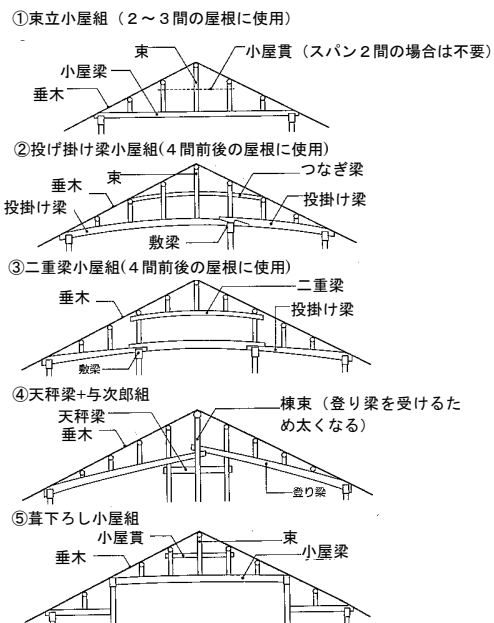 ①束立小屋組（２～３間の屋根に使用）
束
小屋貫（スパン２間の場合は不要）
小屋梁
垂木
②投げ掛け梁小屋組(４間前後の屋根に使用)
つなぎ梁
束
垂木
投掛け梁
投掛け梁
敷梁
③二重梁小屋組(４間前後の屋根に使用)
二重梁
垂木
投掛け梁
敷梁
④天秤梁+与次郎組
天秤梁
棟束（登り梁を受けるた
め太くなる）
垂木
登り梁
⑤葺下ろし小屋組
小屋貫
束
垂木
小屋梁